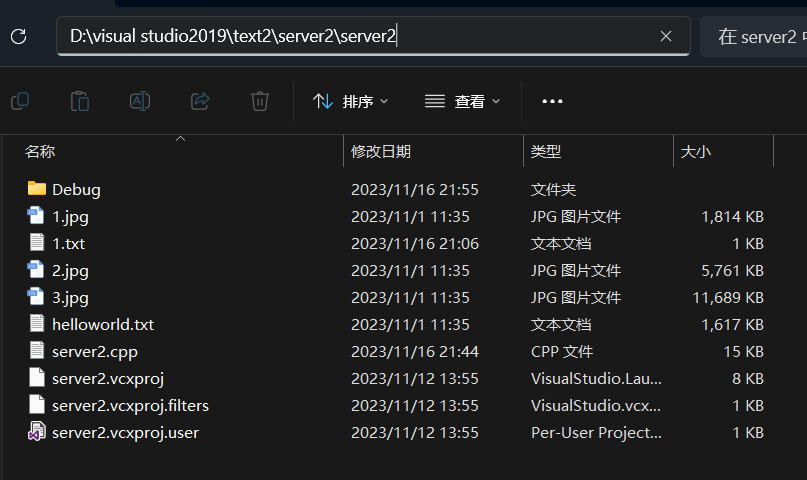 D:\visual studio2019\text2\server2\server2
在 server2 中
排序
查看
名称 修改日期 类型 大小
Debug 2023/11/16 21:55 文件夹
1.jpg 2023/11/1 11:35 JPG 图片文件 1,814 KB
1.txt 2023/11/16 21:06 文本文档 1 KB
2.jpg 2023/11/1 11:35 JPG 图片文件 5,761 KB
3.jpg 2023/11/1 11:35 JPG 图片文件 11,689 KB
helloworld.txt 2023/11/1 11:35 文本文档 1,617 KB
server2.cpp 2023/11/16 21:44 CPP 文件 15 KB
server2.vcxproj 2023/11/12 13:55 VisualStudio.Lau... 8 KB
server2.vcxproj.filters 2023/11/12 13:55 VisualStudio.vcx... 1 KB
server2.vcxproj.user 2023/11/12 13:55 Per-User Project... 1 KB